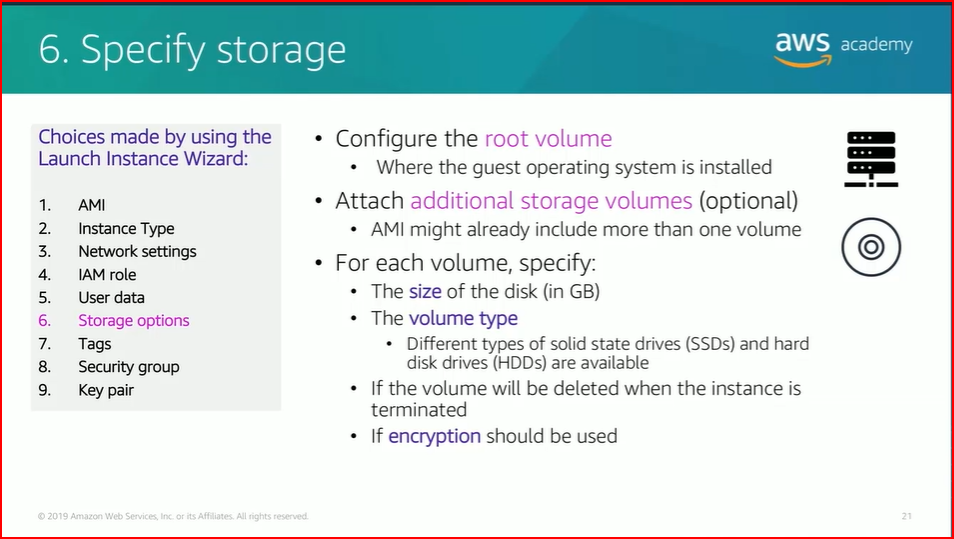 6. Specify storage
aws academy
Choices made by using the
Launch Instance Wizard:
1. AMI
2. Instance Type
3. Network settings
4. IAM role
5. User data
6. Storage options
7. Tags
8. Security group
9. Key pair
• Configure the root volume
• Where the guest operating system is installed
• Attach additional storage volumes (optional)
• AMI might already include more than one volume
• For each volume, specify:
• The size of the disk (in GB)
• The volume type
• Different types of solid state drives (SSDs) and hard
disk drives (HDDs) are available
• If the volume will be deleted when the instance is
terminated
• If encryption should be used
© 2019 Amazon Web Services, Inc. or its Affiliates. All rights reserved.
21